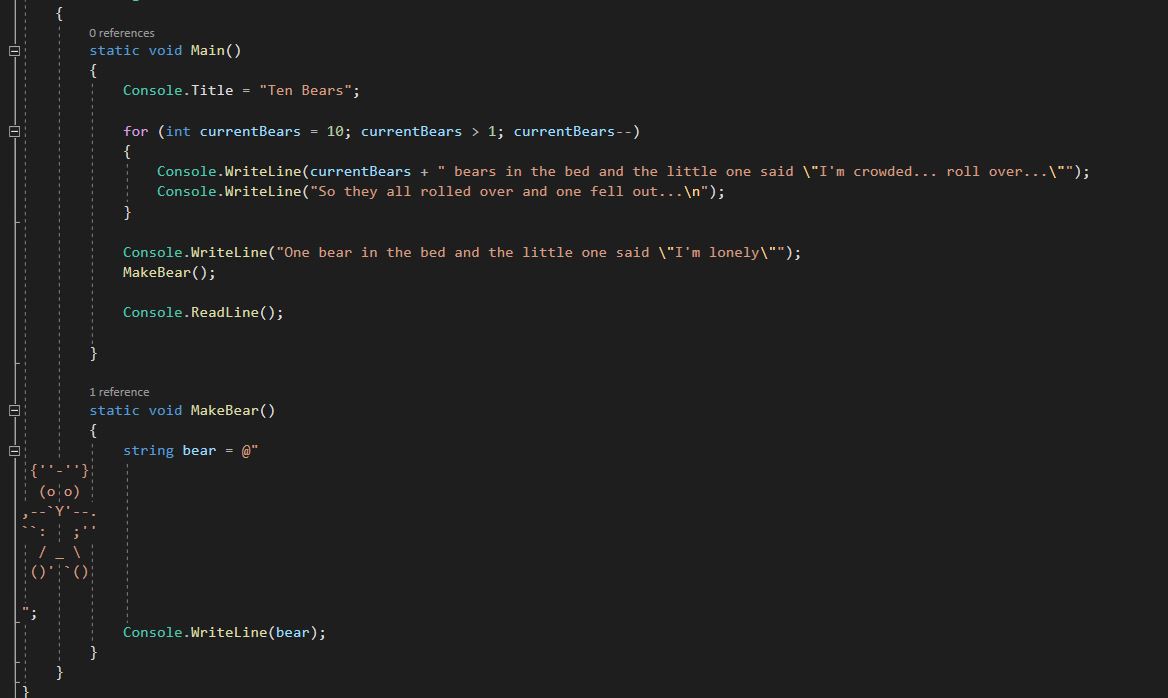 {
0 references
static void Main()
{
Console.Title = "Ten Bears";
for (int currentBears = 10; currentBears > 1; currentBears--)
{
Console.WriteLine(currentBears + " bears in the bed and the little one said \"I'm crowded... roll over...\"");
Console.WriteLine("So they all rolled over and one fell out...\n");
}
Console.WriteLine("One bear in the bed and the little one said \"I'm lonely\"");
MakeBear();
Console.ReadLine();
}
1 reference
static void MakeBear()
{
string bear = @"
{''-''}
(o o)
,--`Y'--.
``:   ;''
/ _ \
()' `()
";
Console.WriteLine(bear);
}
}
}